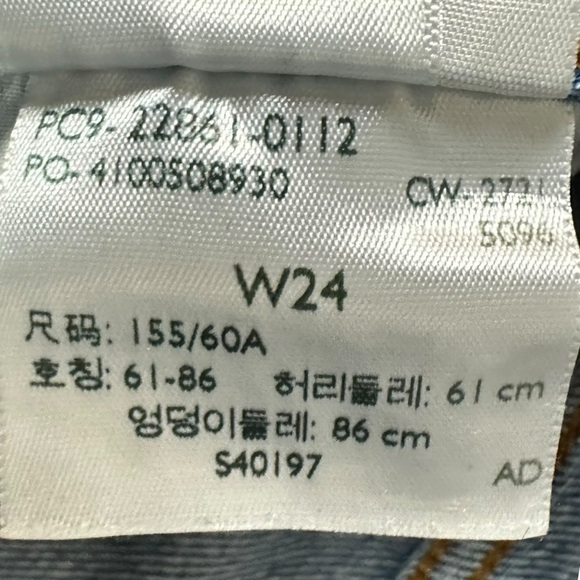 PC9-22861-0112
PO-4100508930 CW-2721
5096
W24
尺码: 155/60A
호칭: 61-86 허리둘레: 61 cm
엉덩이둘레: 86 cm
S40197 AD